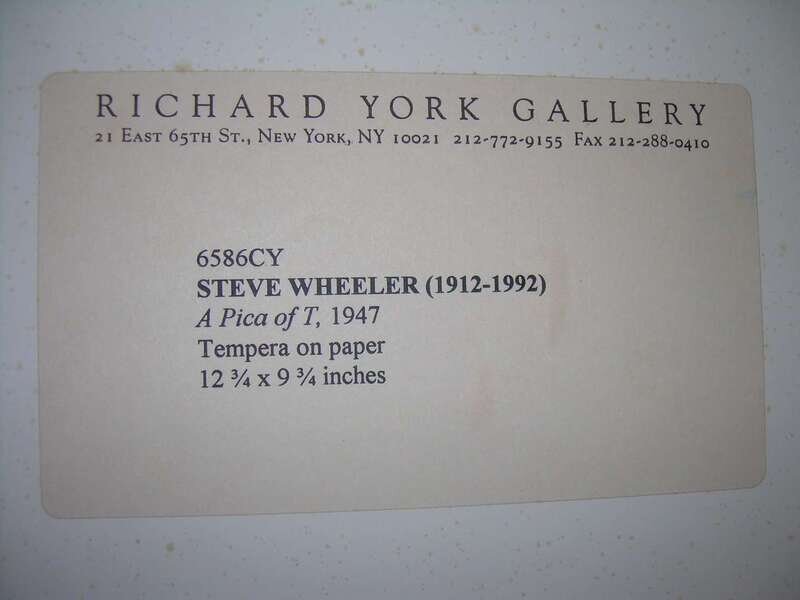 RICHARD YORK GALLERY
21 EAST 65TH ST., NEW YORK, NY 10021 212-772-9155 FAX 212-288-0410
6586CY
STEVE WHEELER (1912-1992)
A Pica of T, 1947
Tempera on paper
12 ¾ x 9 ¾ inches